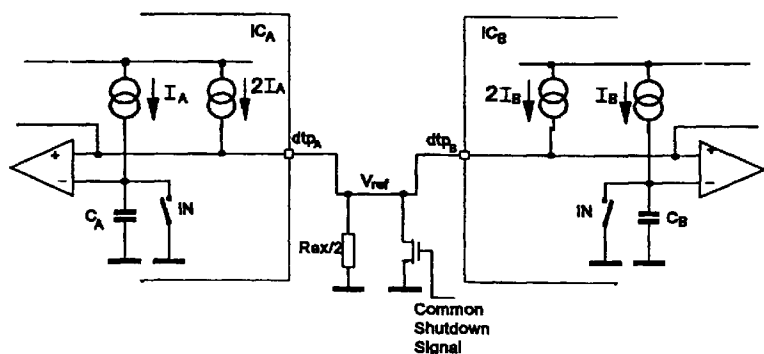 IC_A
IC_B
I_A
2I_A
2I_B
I_B
dtp_A
dtp_B
+
+
V_ref
−
−
C_A
IN
IN
C_B
Rex/2
Common
Shutdown
Signal